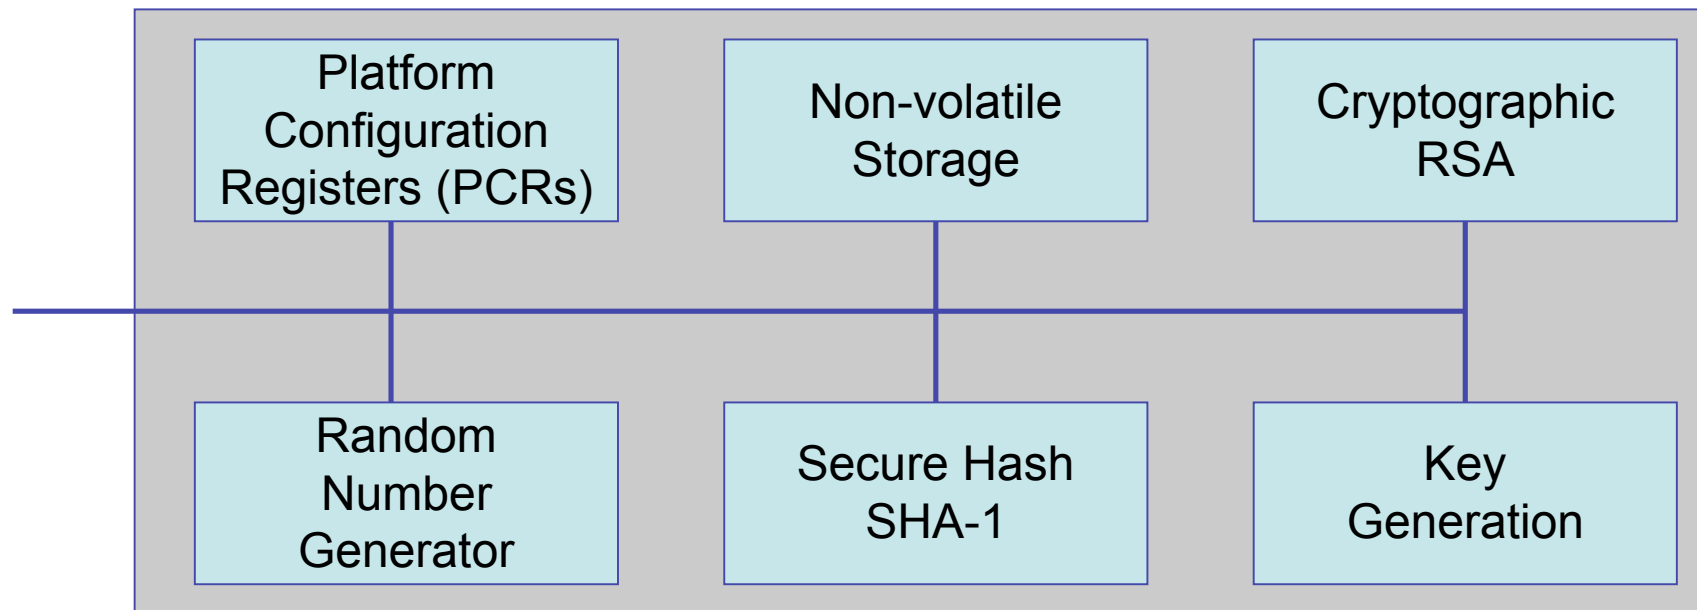 Platform
Configuration
Registers (PCRs)
Non-volatile
Storage
Cryptographic
RSA
Random
Number
Generator
Secure Hash
SHA-1
Key
Generation